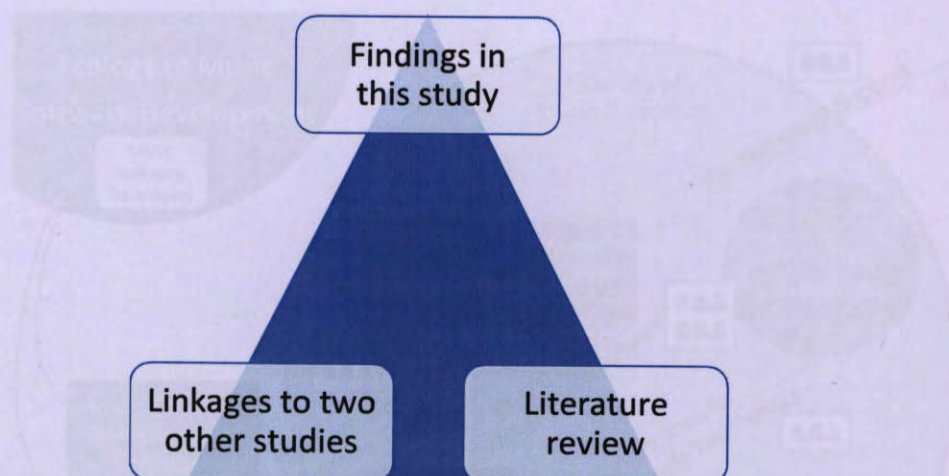 Findings in
this study
Linkages to two
other studies
Literature
review